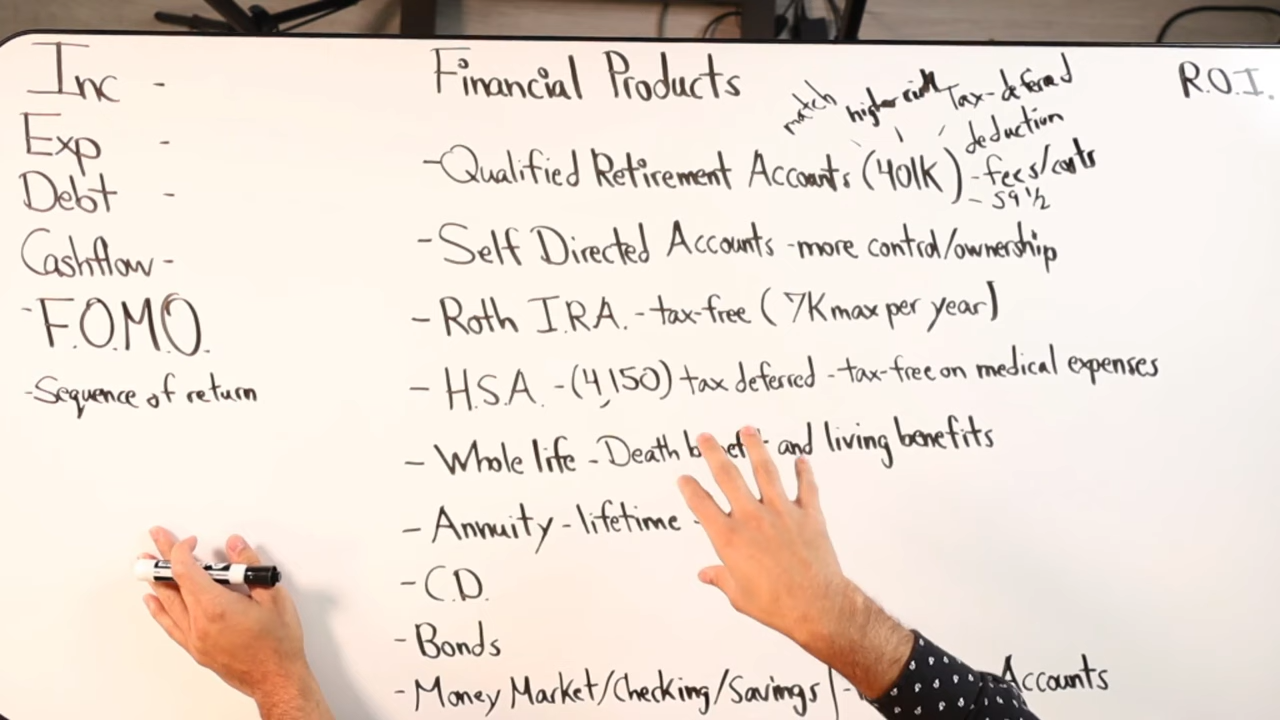 Inc -
Exp -
Debt -
Cashflow -
- F.O.M.O.
- Sequence of return
Financial Products
R.O.I.
match
higher risk
Tax-deferred
deduction
- Qualified Retirement Accounts (401K)
- fees/costs
- 59 1/2
- Self Directed Accounts - more control/ownership
- Roth I.R.A. - tax-free (7K max per year)
- H.S.A. - (4,150) tax deferred - tax-free on medical expenses
- Whole life - Death and living benefits
- Annuity - lifetime -
- C.D.
- Bonds
- Money Market/Checking/Savings | - Accounts